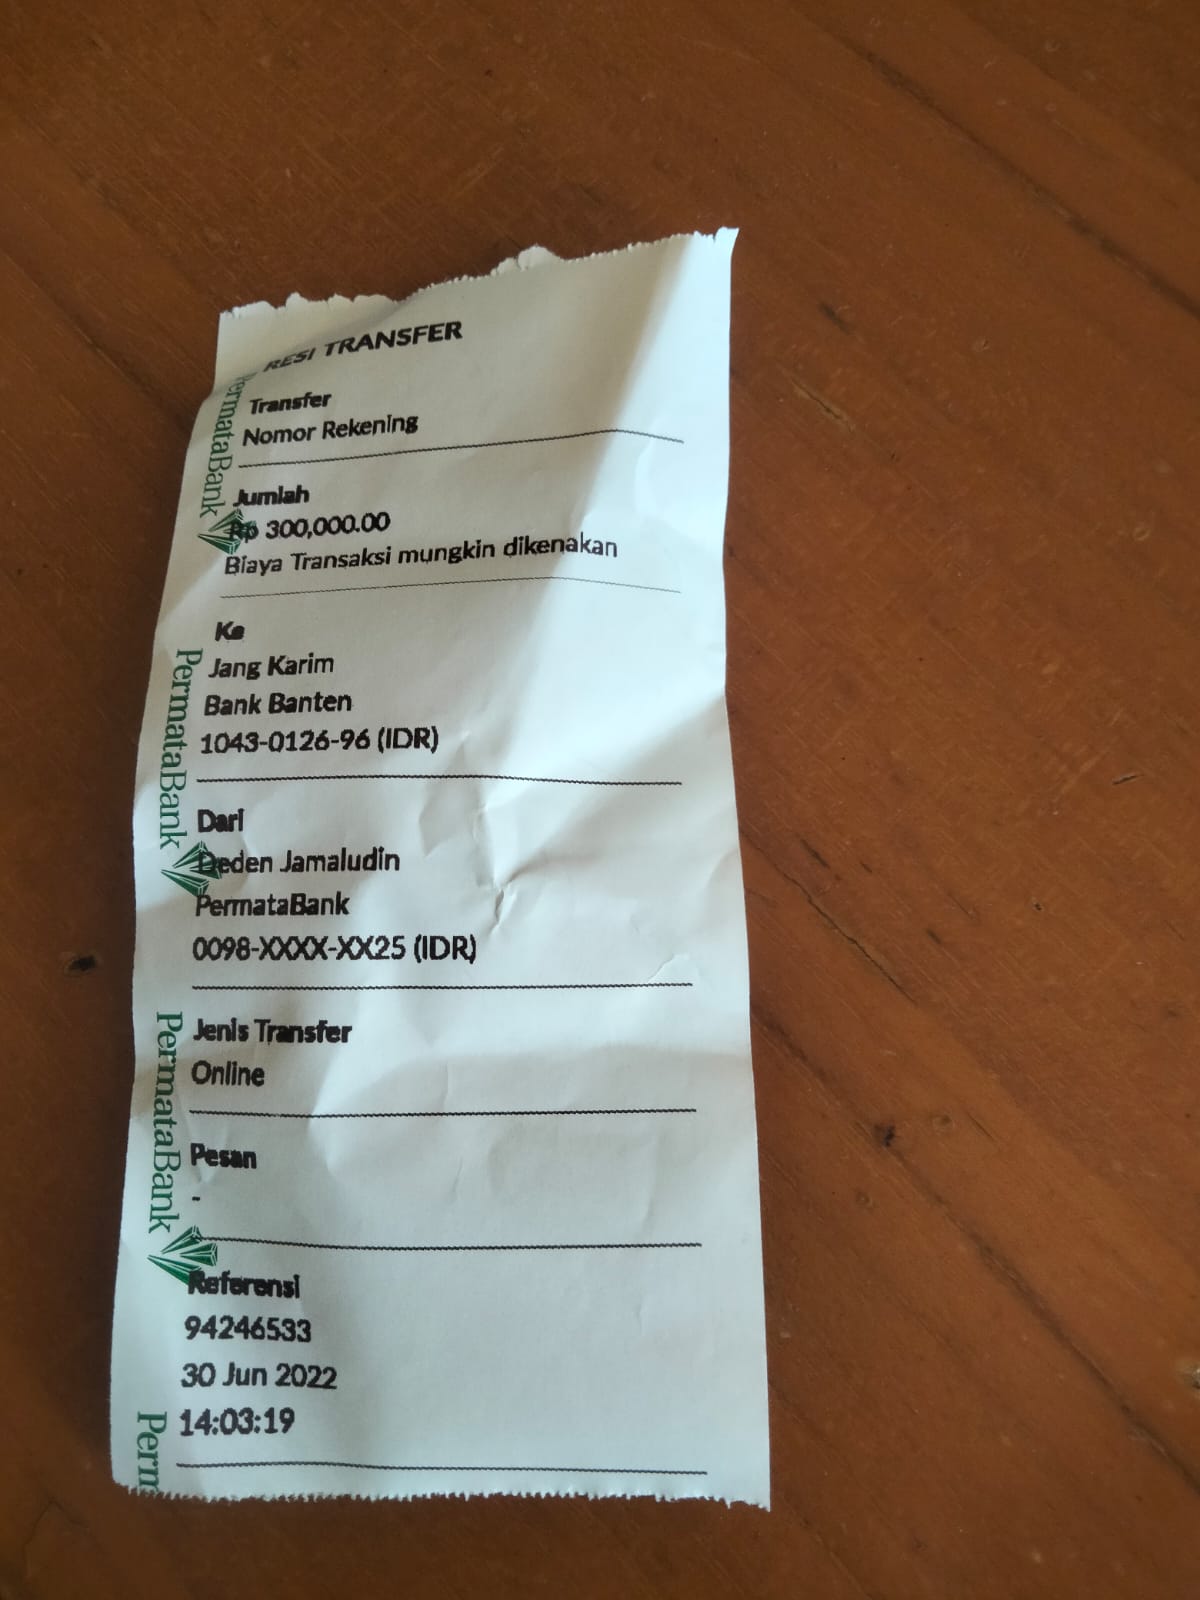 RESI TRANSFER
Transfer
Nomor Rekening
Jumlah
Rp 300,000.00
Biaya Transaksi mungkin dikenakan
Ke
Jang Karim
Bank Banten
1043-0126-96 (IDR)
Dari
Deden Jamaludin
PermataBank
0098-XXXX-XX25 (IDR)
Jenis Transfer
Online
Pesan
-
Referensi
94246533
30 Jun 2022
14:03:19
PermataBank
PermataBank
PermataBank
Perm